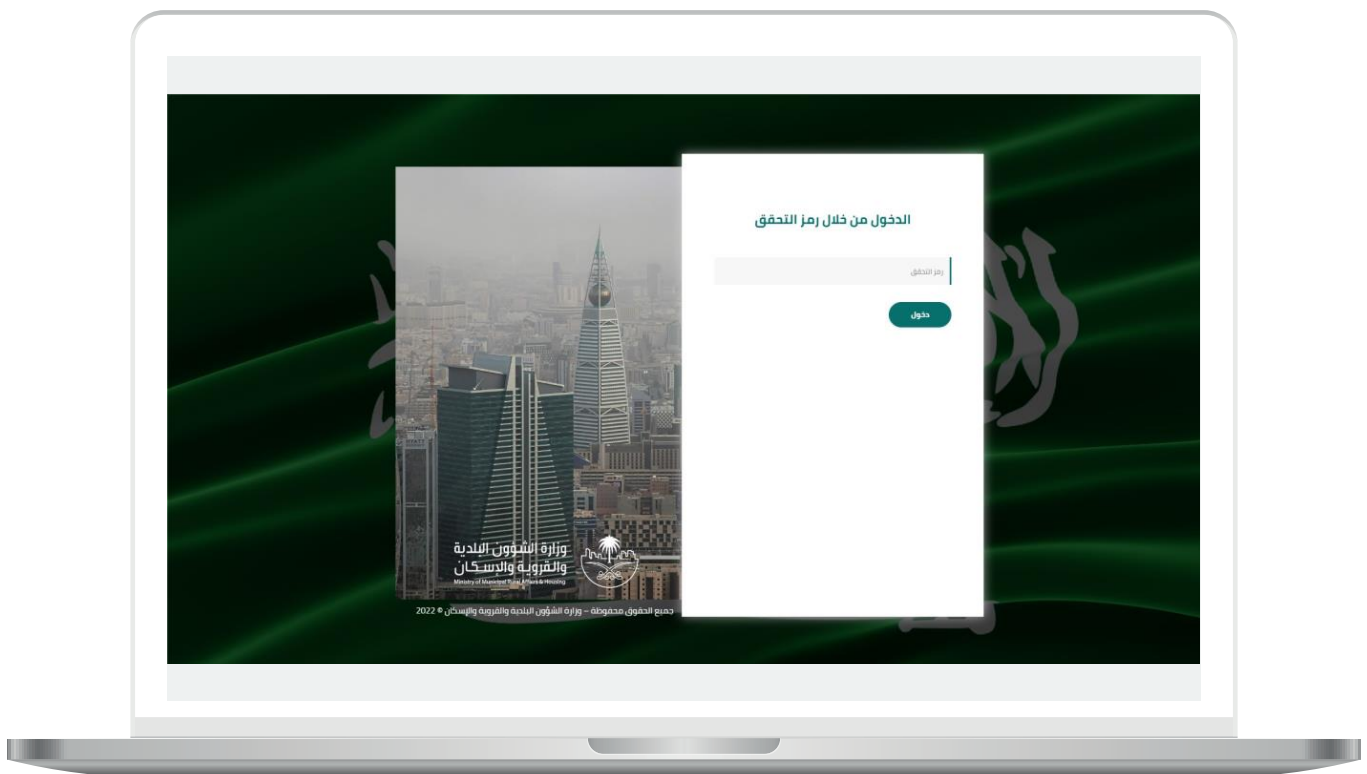 الدخول من خلال رمز التحقق
رمز التحقق
دخول
وزارة الشؤون البلدية
والقروية والإسكان
Ministry of Municipal Rural Affairs & Housing
جميع الحقوق محفوظة – وزارة الشؤون البلدية والقروية والإسكان © 2022